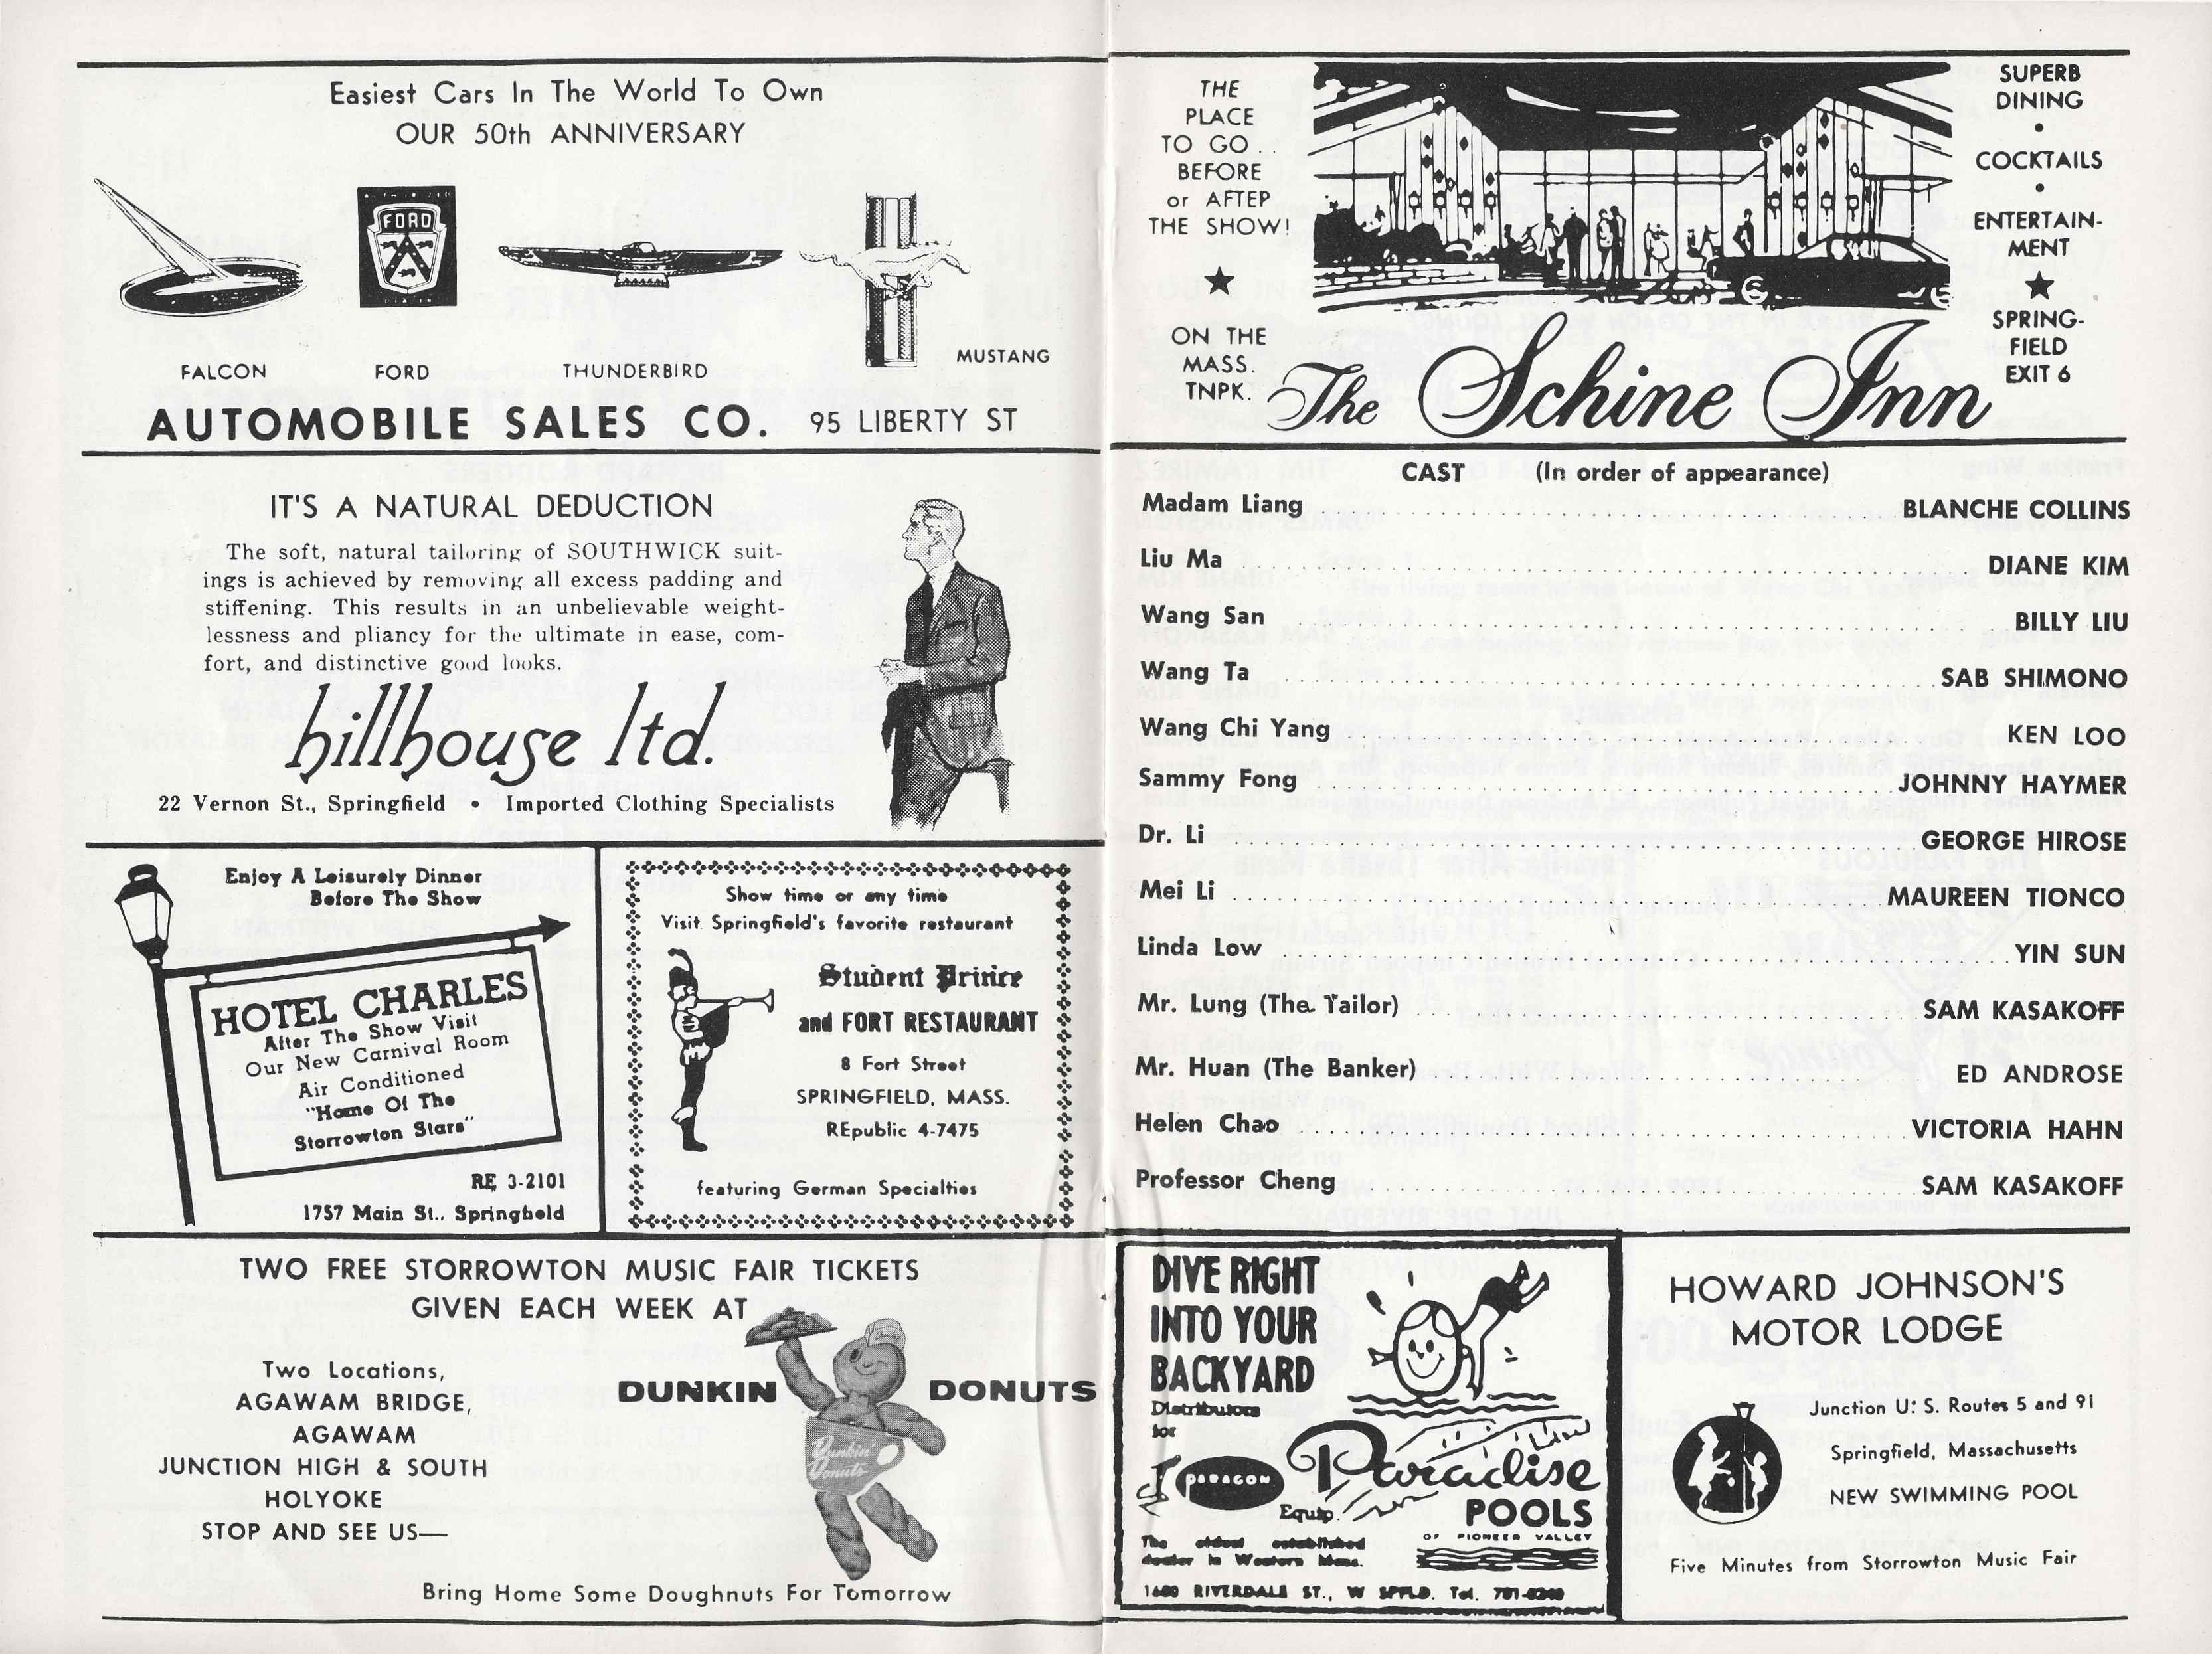 Easiest Cars In The World To Own
OUR 50th ANNIVERSARY
FORD
FALCON
FORD
THUNDERBIRD
MUSTANG
AUTOMOBILE SALES CO. 95 LIBERTY ST
IT'S A NATURAL DEDUCTION
The soft, natural tailoring of SOUTHWICK suit-
ings is achieved by removing all excess padding and
stiffening. This results in an unbelievable weight-
lessness and pliancy for the ultimate in ease, com-
fort, and distinctive good looks.
hillhouse ltd.
22 Vernon St., Springfield • Imported Clothing Specialists
Enjoy A Leisurely Dinner
Before The Show
HOTEL CHARLES
After The Show Visit
Our New Carnival Room
Air Conditioned
"Home Of The
Storrowton Stars"
RE 3-2101
1757 Main St., Springfield
Show time or any time
Visit Springfield's favorite restaurant
Student Prince
and FORT RESTAURANT
8 Fort Street
SPRINGFIELD, MASS.
REpublic 4-7475
featuring German Specialties
TWO FREE STORROWTON MUSIC FAIR TICKETS
GIVEN EACH WEEK AT
Two Locations,
AGAWAM BRIDGE,
AGAWAM
JUNCTION HIGH & SOUTH
HOLYOKE
STOP AND SEE US—
DUNKIN DONUTS
Dunkin'
Donuts
Bring Home Some Doughnuts For Tomorrow
THE
PLACE
TO GO . .
BEFORE
or AFTEP
THE SHOW!
★
ON THE
MASS.
TNPK.
The Schine Inn
SUPERB
DINING
•
COCKTAILS
•
ENTERTAIN-
MENT
★
SPRING-
FIELD
EXIT 6
CAST (In order of appearance)
Madam Liang BLANCHE COLLINS
Liu Ma DIANE KIM
Wang San BILLY LIU
Wang Ta SAB SHIMONO
Wang Chi Yang KEN LOO
Sammy Fong JOHNNY HAYMER
Dr. Li GEORGE HIROSE
Mei Li MAUREEN TIONCO
Linda Low YIN SUN
Mr. Lung (The Tailor) SAM KASAKOFF
Mr. Huan (The Banker) ED ANDROSE
Helen Chao VICTORIA HAHN
Professor Cheng SAM KASAKOFF
DIVE RIGHT
INTO YOUR
BACKYARD
Distributors
for
PARAGON
Equip.
Paradise
POOLS
OF PIONEER VALLEY
The oldest established
dealer in Western Mass.
RIVERDALE ST., W SPFLD. Tel.
HOWARD JOHNSON'S
MOTOR LODGE
Junction U. S. Routes 5 and 91
Springfield, Massachusetts
NEW SWIMMING POOL
Five Minutes from Storrowton Music Fair